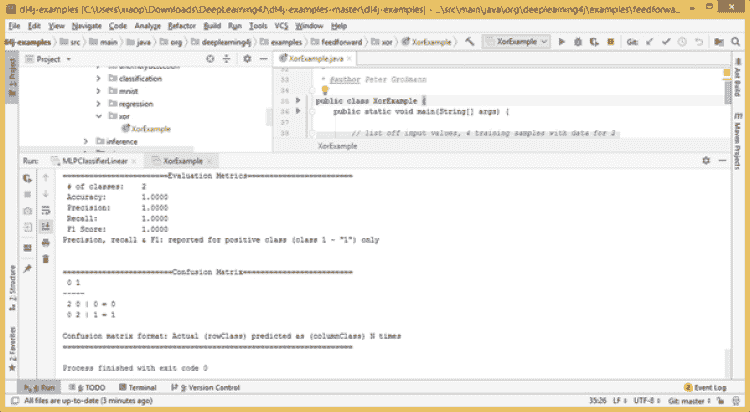 dl4j-examples [C:\Users\xiaop\Downloads\DeepLearning4j\dl4j-examples-master\dl4j-examples] - ...\src\main\java\org\deeplearning4j\examples\feedforwa...
File Edit View Navigate Code Analyze Refactor Build Run Tools VCS Window Help
dl4j-examples src main java org deeplearning4j examples feedforward xor XorExample XorExample Git:
Project XorExample.java
classification
mnist
regression
xor
XorExample
inference
* @author Peter Großmann
35 public class XorExample {
36 public static void main(String[] args) {
37
38 // list off input values, 4 training samples with data for 2
XorExample
1: Project
Ant Build
Maven Projects
Run: MLPClassifierLinear XorExample
========================Evaluation Metrics========================
# of classes: 2
Accuracy: 1.0000
Precision: 1.0000
Recall: 1.0000
F1 Score: 1.0000
Precision, recall & F1: reported for positive class (class 1 - "1") only
=========================Confusion Matrix=========================
0 1
-----
2 0 | 0 = 0
0 2 | 1 = 1
Confusion matrix format: Actual (rowClass) predicted as (columnClass) N times
==================================================================
Process finished with exit code 0
Z: Structure
2: Favorites
4: Run 6: TODO Terminal 9: Version Control 2 Event Log
All files are up-to-date (3 minutes ago) 35:26 LF UTF-8 Git: master